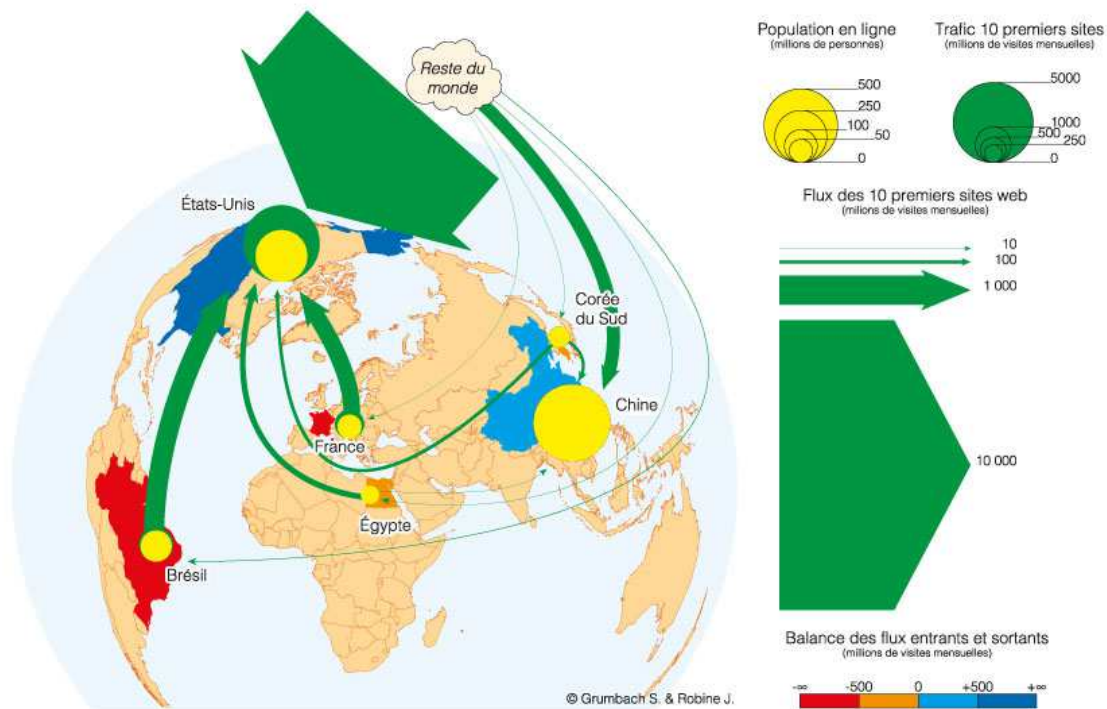 Reste du
monde
États-Unis
Corée
du Sud
Chine
France
Égypte
Brésil
© Grumbach S. & Robine J.
Population en ligne
(millions de personnes)
500
250
100
50
0
Trafic 10 premiers sites
(millions de visites mensuelles)
5000
1000
500
250
0
Flux des 10 premiers sites web
(millions de visites mensuelles)
10
100
1 000
10 000
Balance des flux entrants et sortants
(millions de visites mensuelles)
-∞ -500 0 +500 +∞